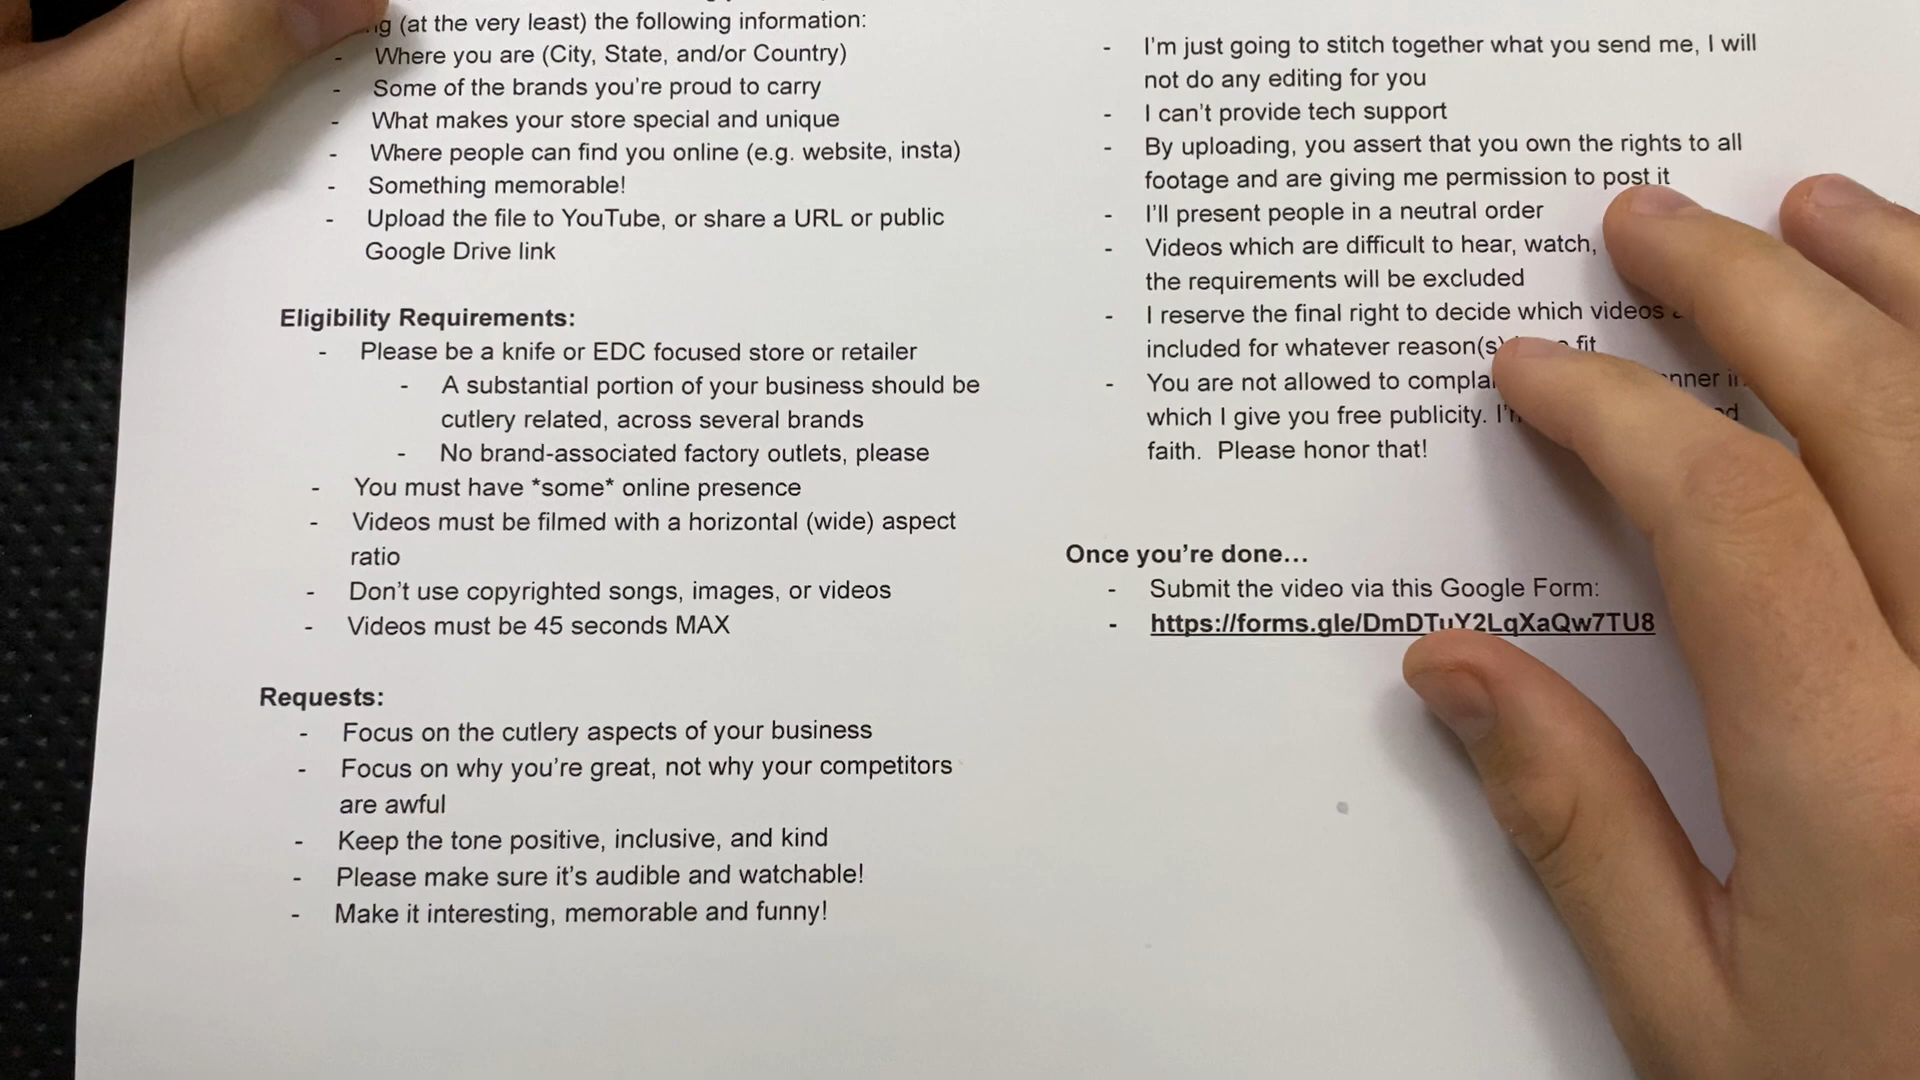 (at the very least) the following information:
- Where you are (City, State, and/or Country)
- Some of the brands you're proud to carry
- What makes your store special and unique
- Where people can find you online (e.g. website, insta)
- Something memorable!
- Upload the file to YouTube, or share a URL or public
Google Drive link
Eligibility Requirements:
- Please be a knife or EDC focused store or retailer
- A substantial portion of your business should be
cutlery related, across several brands
- No brand-associated factory outlets, please
- You must have *some* online presence
- Videos must be filmed with a horizontal (wide) aspect
ratio
- Don't use copyrighted songs, images, or videos
- Videos must be 45 seconds MAX
Requests:
- Focus on the cutlery aspects of your business
- Focus on why you're great, not why your competitors
are awful
- Keep the tone positive, inclusive, and kind
- Please make sure it's audible and watchable!
- Make it interesting, memorable and funny!
- I'm just going to stitch together what you send me, I will
not do any editing for you
- I can't provide tech support
- By uploading, you assert that you own the rights to all
footage and are giving me permission to post it
- I'll present people in a neutral order
- Videos which are difficult to hear, watch,
the requirements will be excluded
- I reserve the final right to decide which videos
included for whatever reason(s) fit
- You are not allowed to
which I give you free publicity.
faith. Please honor that!
Once you're done...
- Submit the video via this Google Form:
- https://forms.gle/DmDTuY2LqXaQw7TU8